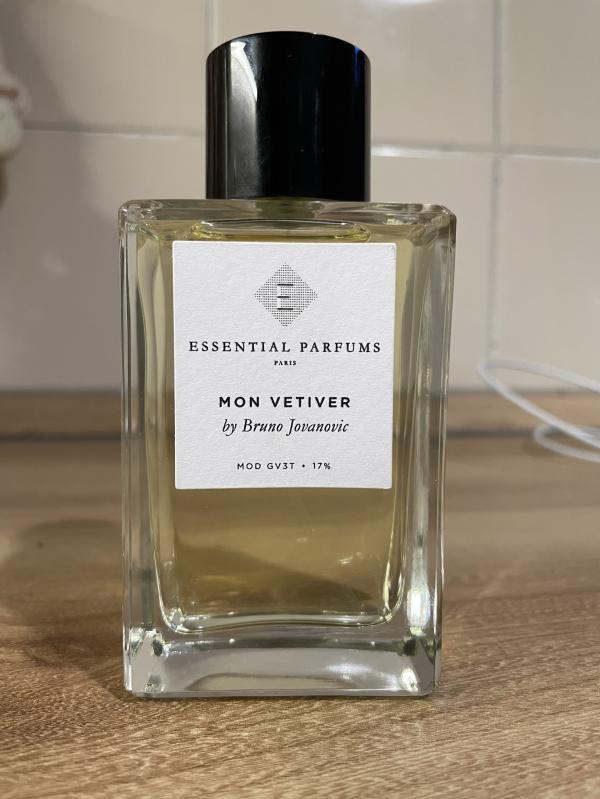 E
ESSENTIAL PARFUMS
PARIS
MON VETIVER
by Bruno Jovanovic
MOD GV3T • 17%